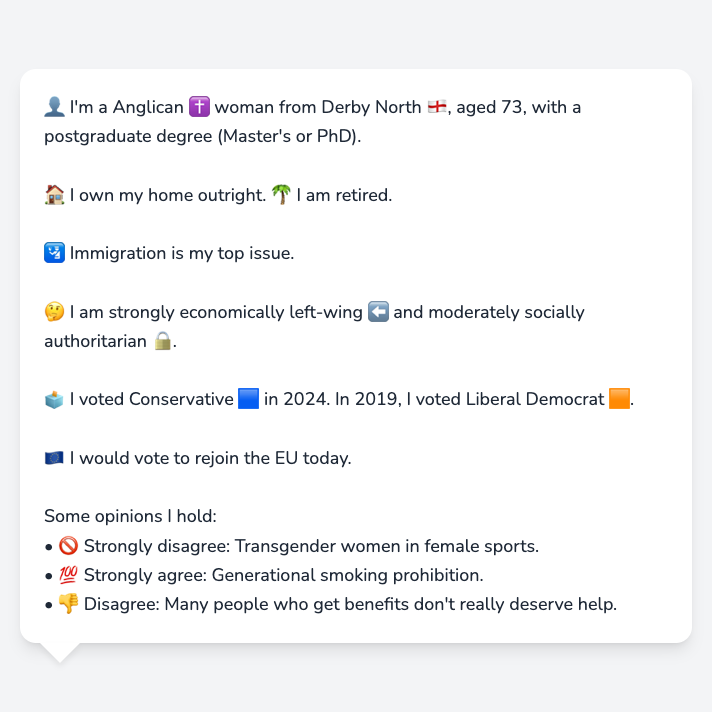 👤 I'm a Anglican ✝️ woman from Derby North 🏴󠁧󠁢󠁥󠁮󠁧󠁿, aged 73, with a
postgraduate degree (Master's or PhD).
🏠 I own my home outright. 🌴 I am retired.
🛂 Immigration is my top issue.
🤔 I am strongly economically left-wing ⬅️ and moderately socially
authoritarian 🔒.
🗳️ I voted Conservative 🟦 in 2024. In 2019, I voted Liberal Democrat 🟧.
🇪🇺 I would vote to rejoin the EU today.
Some opinions I hold:
• 🚫 Strongly disagree: Transgender women in female sports.
• 💯 Strongly agree: Generational smoking prohibition.
• 👎 Disagree: Many people who get benefits don't really deserve help.